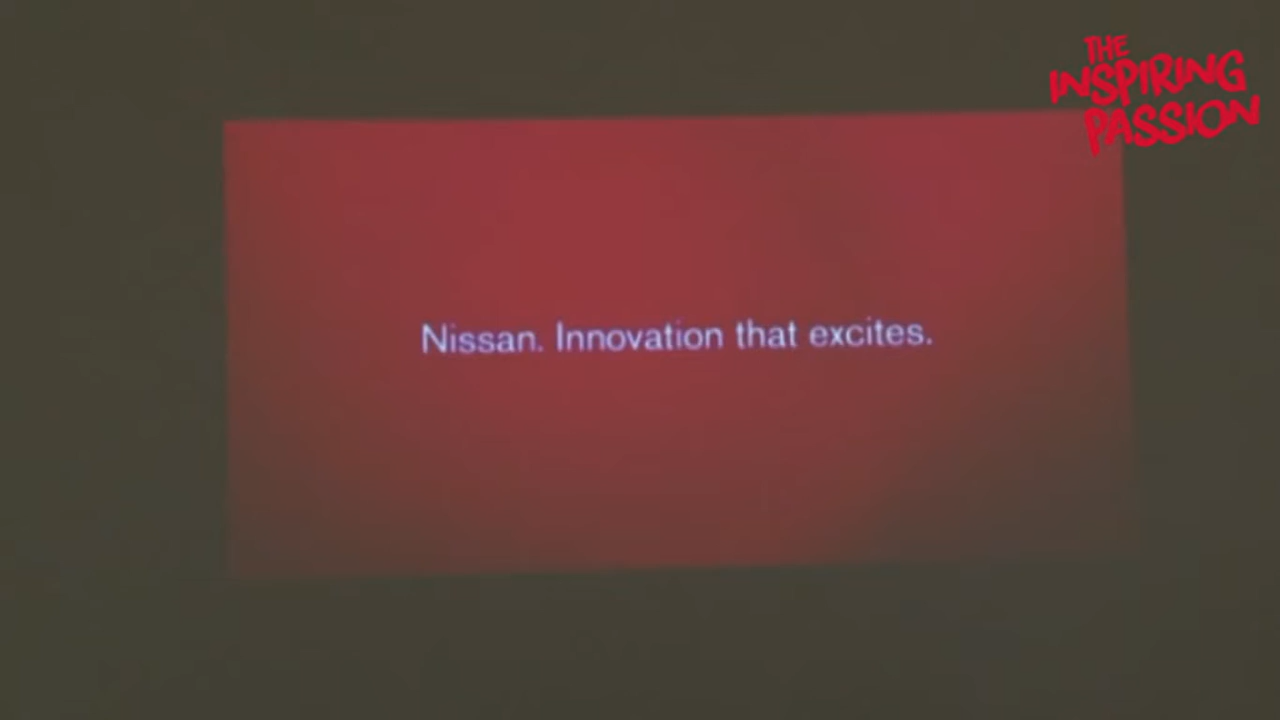 THE
INSPIRING
PASSION
Nissan. Innovation that excites.